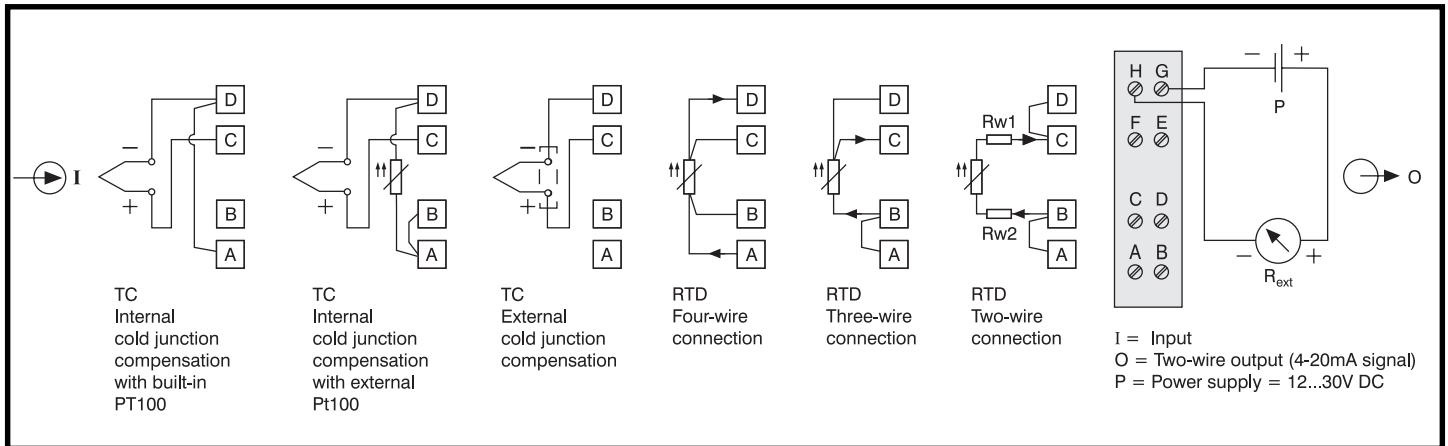 I
−
+
D
C
B
A
TC
Internal
cold junction
compensation
with built-in
PT100
−
+
D
C
B
A
TC
Internal
cold junction
compensation
with external
Pt100
−
+
D
C
B
A
TC
External
cold junction
compensation
D
C
B
A
RTD
Four-wire
connection
D
C
B
A
RTD
Three-wire
connection
Rw1
Rw2
D
C
B
A
RTD
Two-wire
connection
H G
F E
C D
A B
− +
P
− +
Rext
O
I = Input
O = Two-wire output (4-20mA signal)
P = Power supply = 12...30V DC